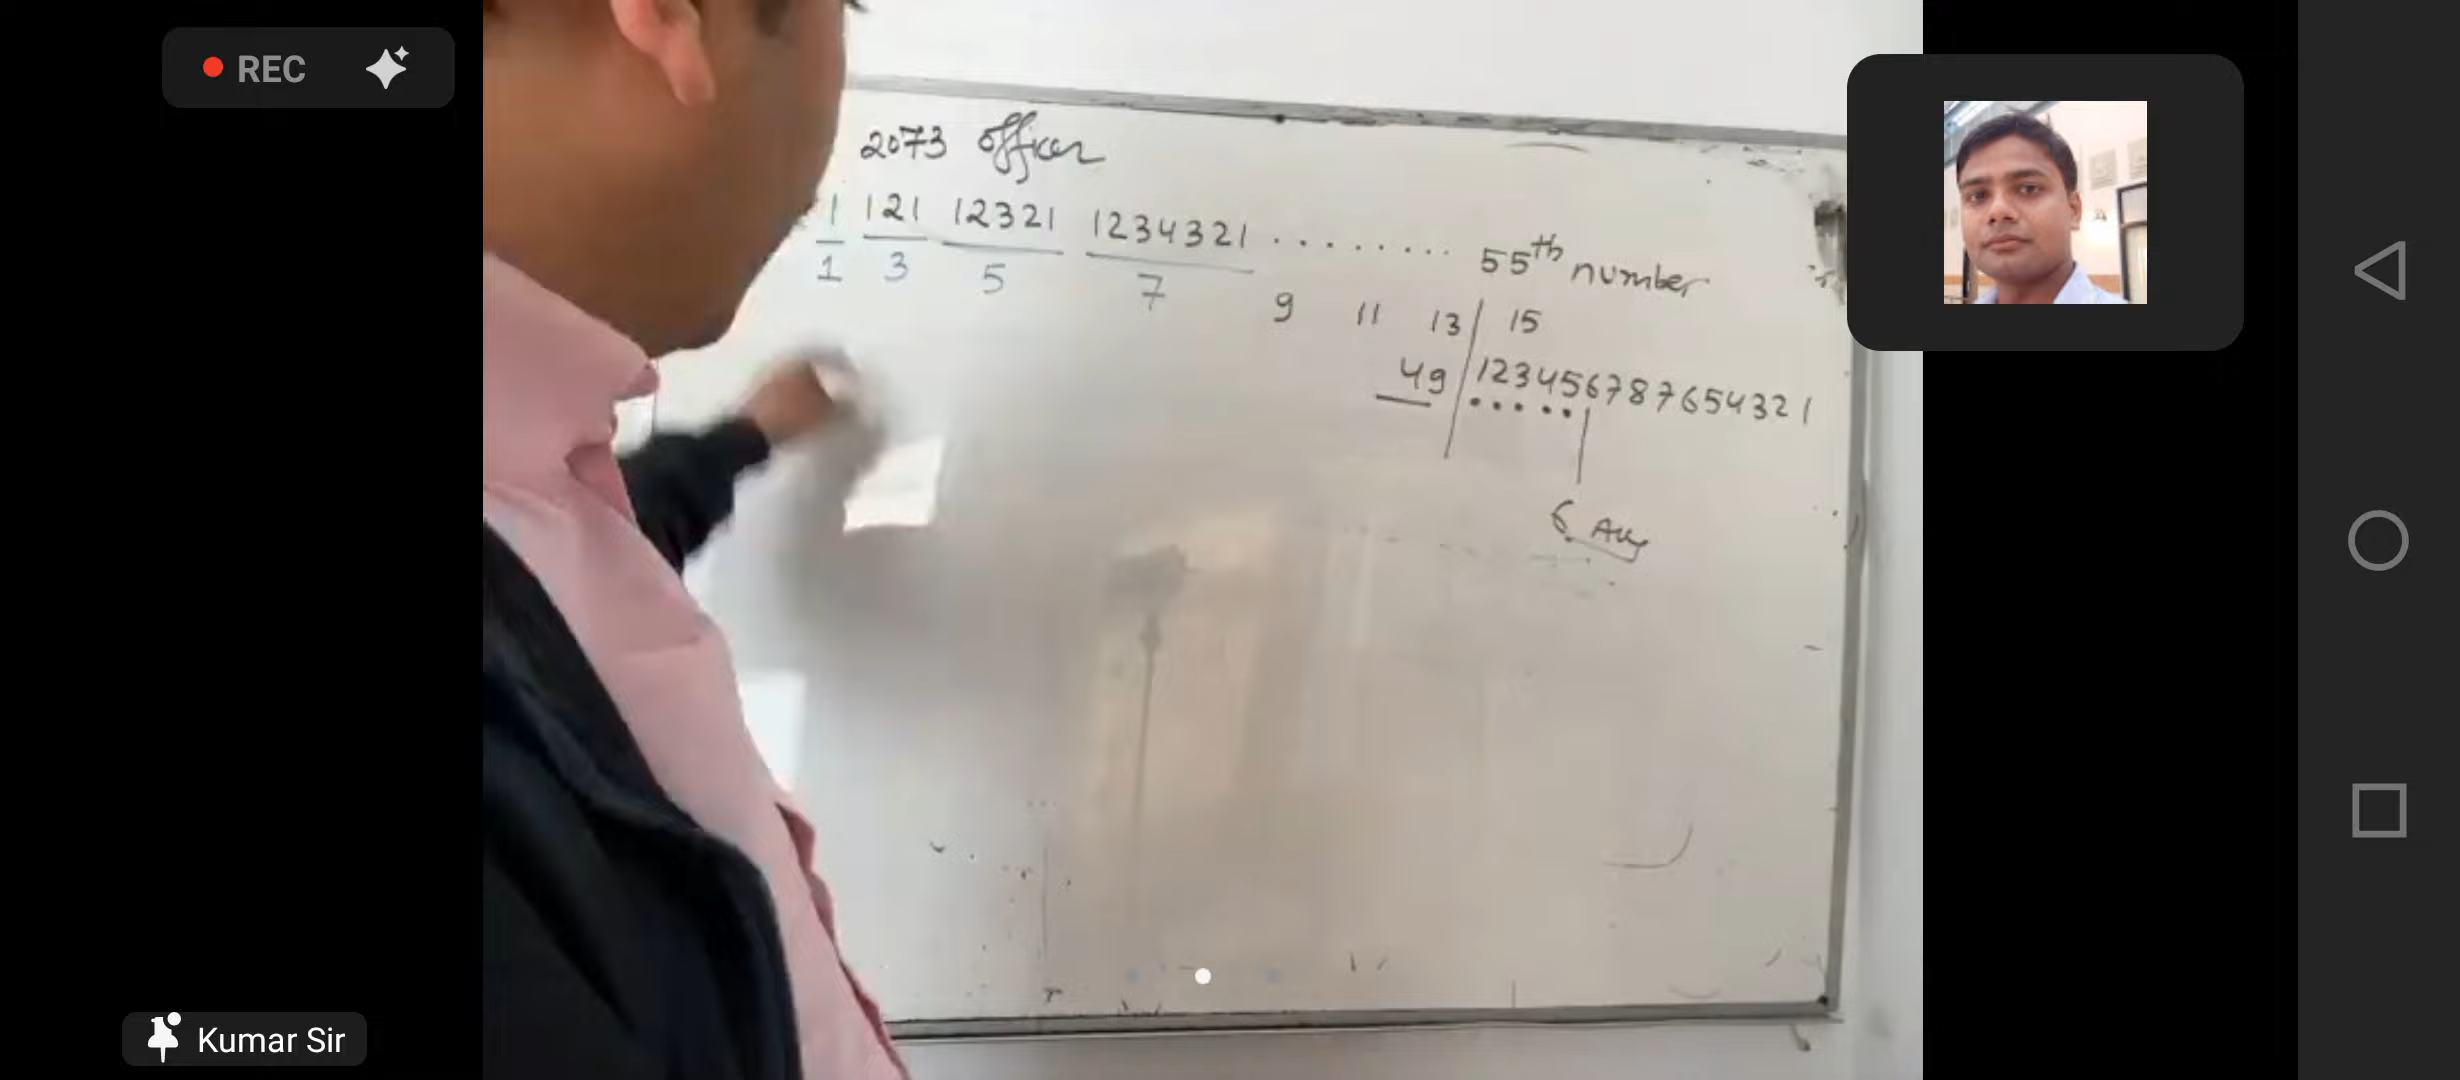 REC
2073 officer
1 121 12321 1234321 ........ 55th number
1 3 5 7 9 11 13 15
49 123456787654321
6 Ans
Kumar Sir